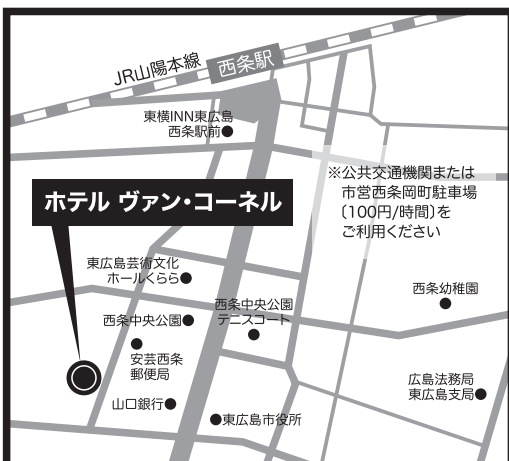 JR山陽本線
西条駅
東横INN東広島
西条駅前
※公共交通機関または
市営西条岡町駐車場
〔100円/時間〕を
ご利用ください
ホテル ヴァン・コーネル
東広島芸術文化
ホールくらら
西条中央公園
西条中央公園
テニスコート
西条幼稚園
安芸西条
郵便局
山口銀行
東広島市役所
広島法務局
東広島支局